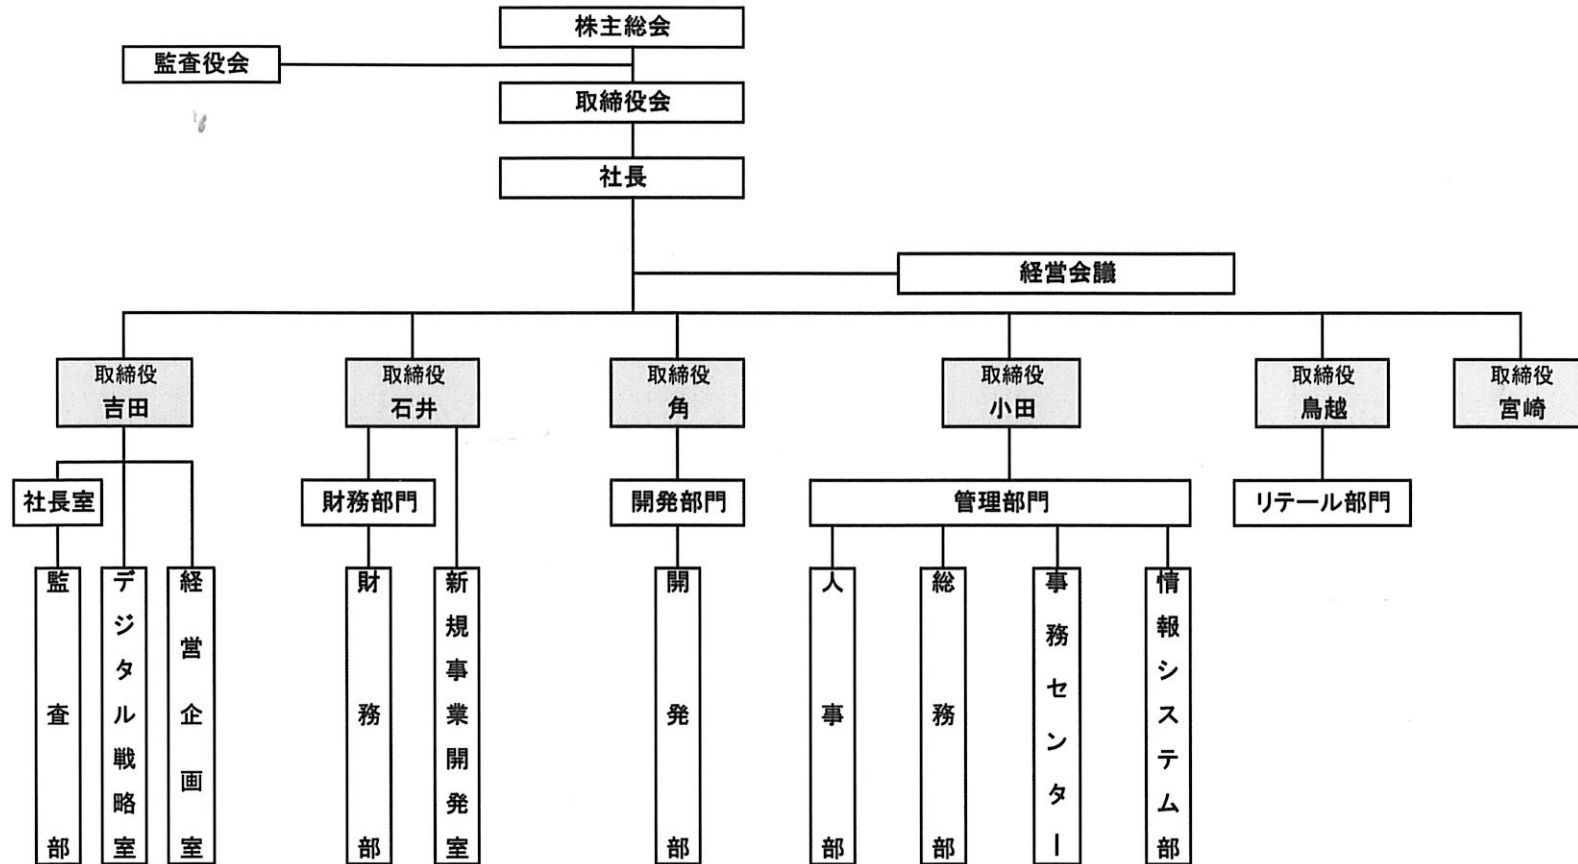 株主総会
監査役会
取締役会
社長
経営会議
取締役
吉田
取締役
石井
取締役
角
取締役
小田
取締役
鳥越
取締役
宮崎
社長室
財務部門
開発部門
管理部門
リテール部門
監査部
デジタル戦略室
経営企画室
財務部
新規事業開発室
開発部
人事部
総務部
事務センター
情報システム部